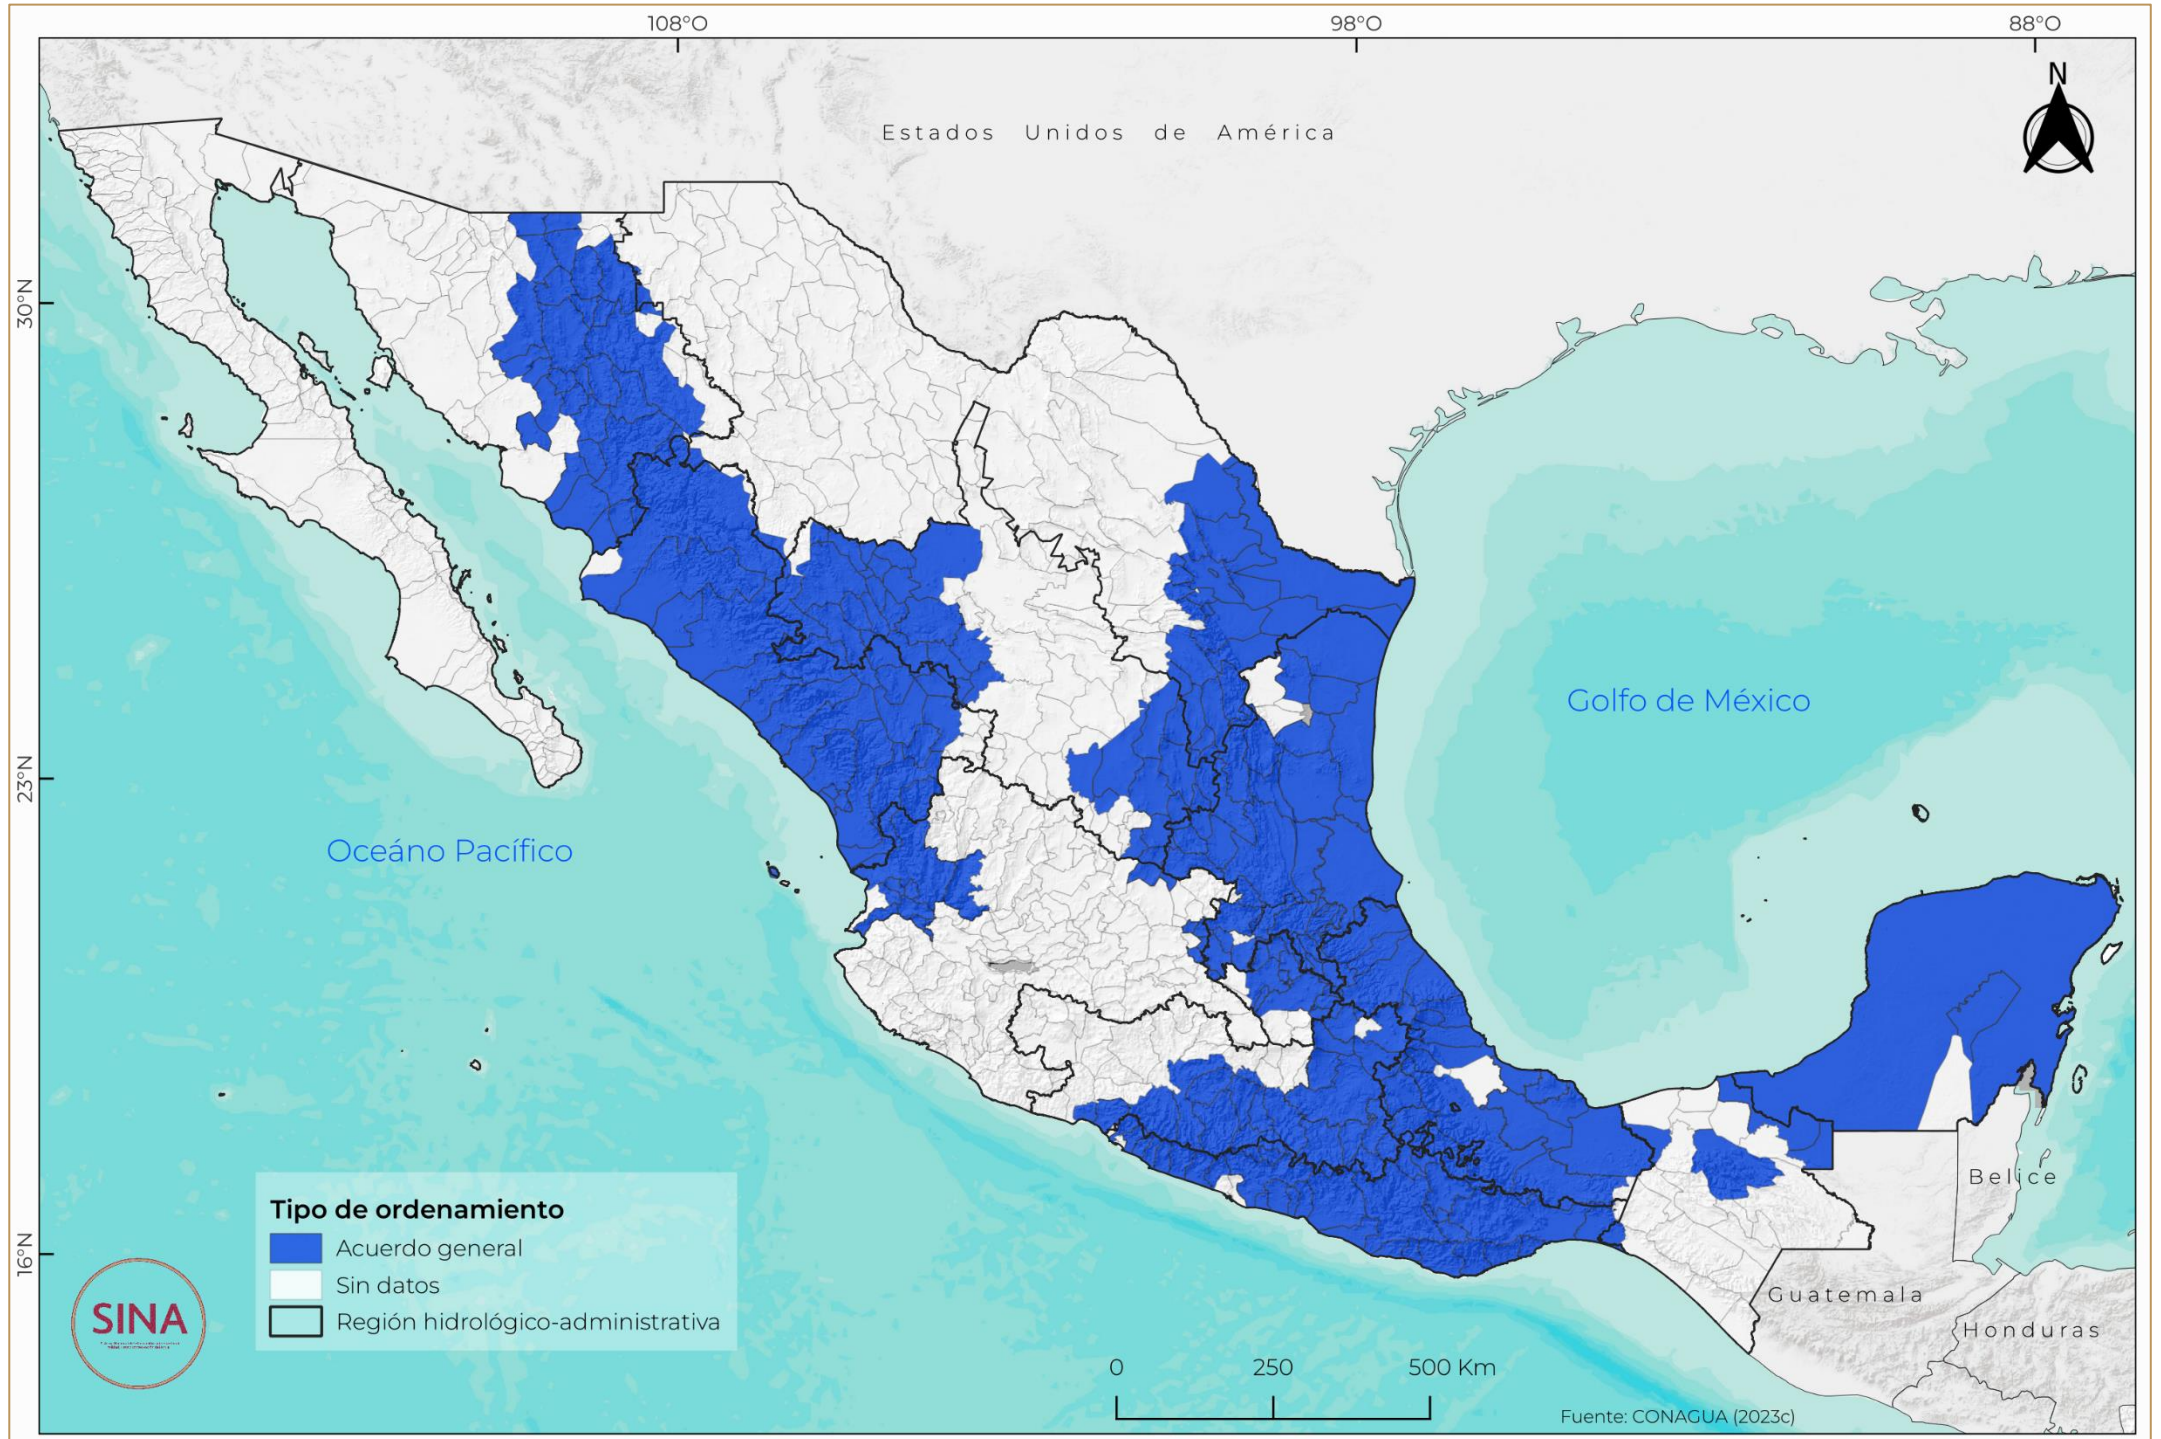 108°O
98°O
88°O
N
Estados Unidos de América
30°N
23°N
16°N
Golfo de México
Oceáno Pacífico
Tipo de ordenamiento
Acuerdo general
Sin datos
Región hidrológico-administrativa
SINA
Belice
Guatemala
Honduras
0 250 500 Km
Fuente: CONAGUA (2023c)